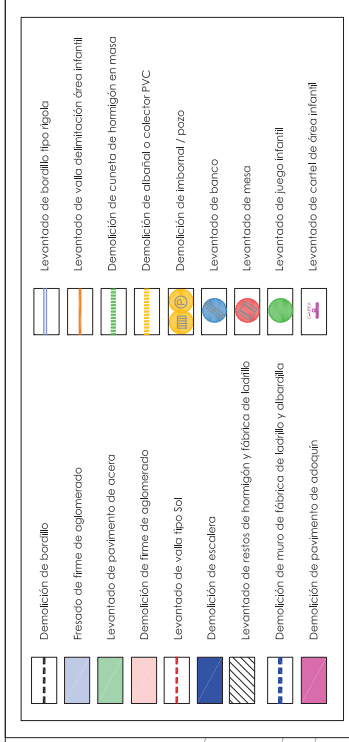 Demolición de bordillo
Fresado de firme de aglomerado
Levantado de pavimento de acera
Demolición de firme de aglomerado
Levantado de valla tipo Sol
Demolición de escalera
Levantado de restos de hormigón y fábrica de ladrillo
Demolición de muro de fábrica de ladrillo y albardilla
Demolición de pavimento de adoquín
Levantado de bordillo tipo rigola
Levantado de valla delimitación área infantil
Demolición de cuneta de hormigón en masa
Demolición de albañal o colector PVC
P
Demolición de imbornal / pozo
Levantado de banco
Levantado de mesa
Levantado de juego infantil
Levantado de cartel de área infantil